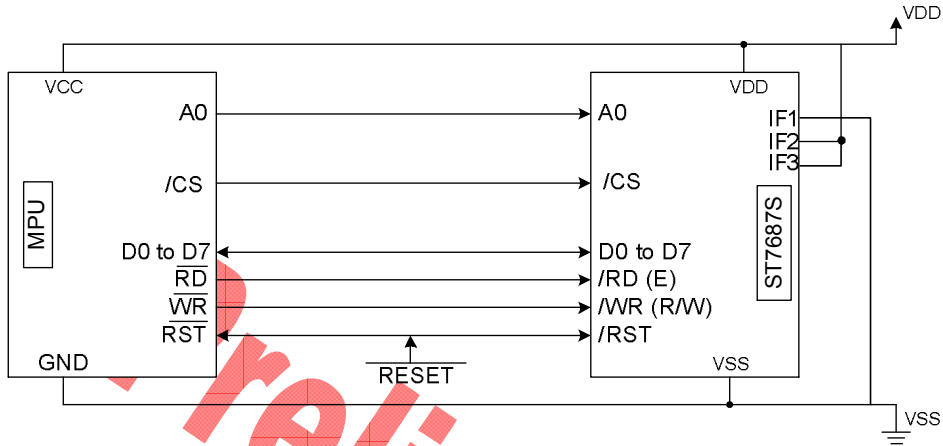 VDD
VCC
VDD
A0
A0
IF1
IF2
IF3
/CS
/CS
MPU
ST7687S
D0 to D7
D0 to D7
RD
/RD (E)
WR
/WR (R/W)
RST
/RST
GND
RESET
VSS
VSS
Preli